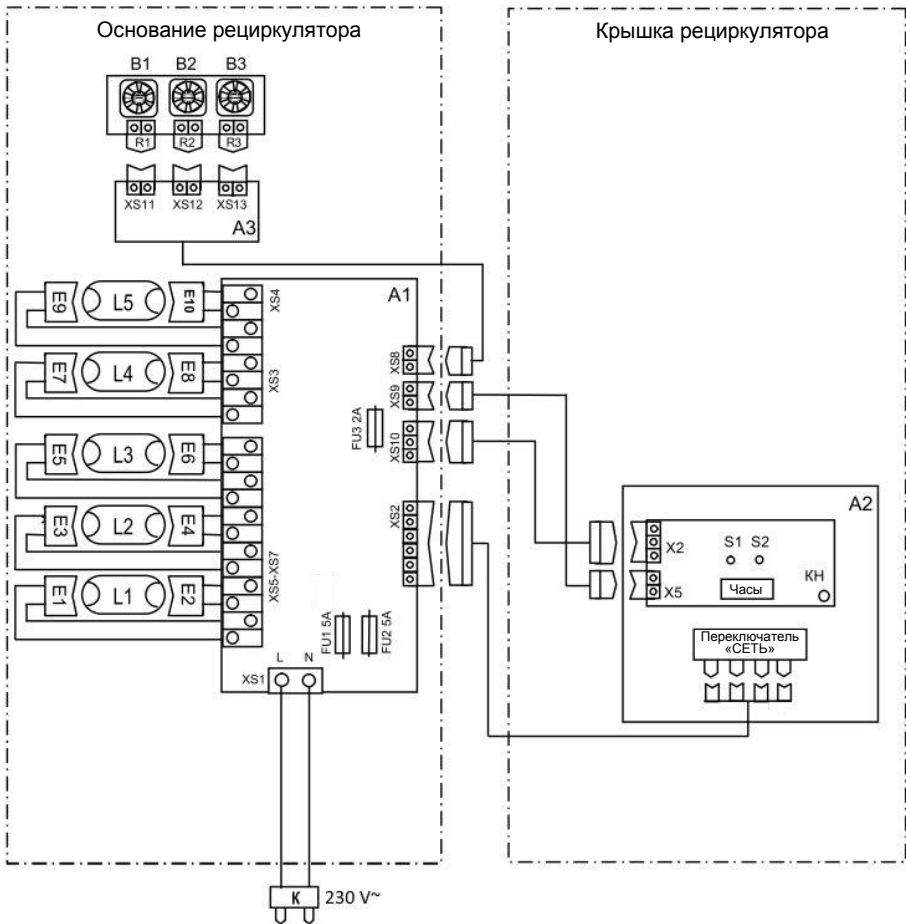 Основание рециркулятора
Крышка рециркулятора
B1 B2 B3
R1 R2 R3
XS11 XS12 XS13
A3
E9 L5 E10 XS4
A1
E7 L4 E8 XS3
XS8
XS9
FU3 2A
XS10
E5 L3 E6
E3 L2 E4
XS2
A2
X2
S1 S2
E1 L1 E2 XS5-XS7
X5
Часы
КН
FU1 5A FU2 5A
Переключатель
«СЕТЬ»
L N
XS1
К 230 V~